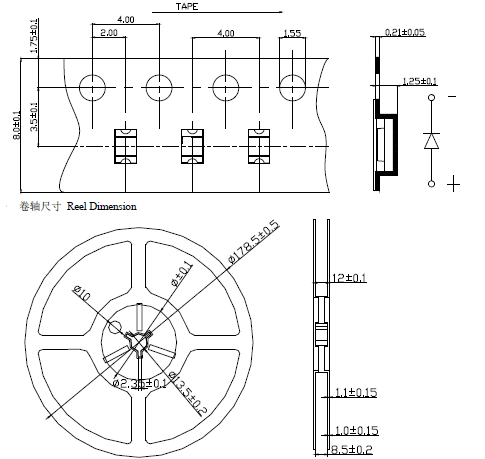 TAPE
4.00
2.00
4.00
1.55
1.75±0.1
3.5±0.1
8.0±0.1
0.21±0.05
1.25±0.1
−
+
卷轴尺寸 Reel Dimension
Ø178.5±0.5
Ø±0.1
Ø10
Ø2.35±0.1
Ø13.5±0.2
12±0.1
1.1±0.15
1.0±0.15
8.5±0.2